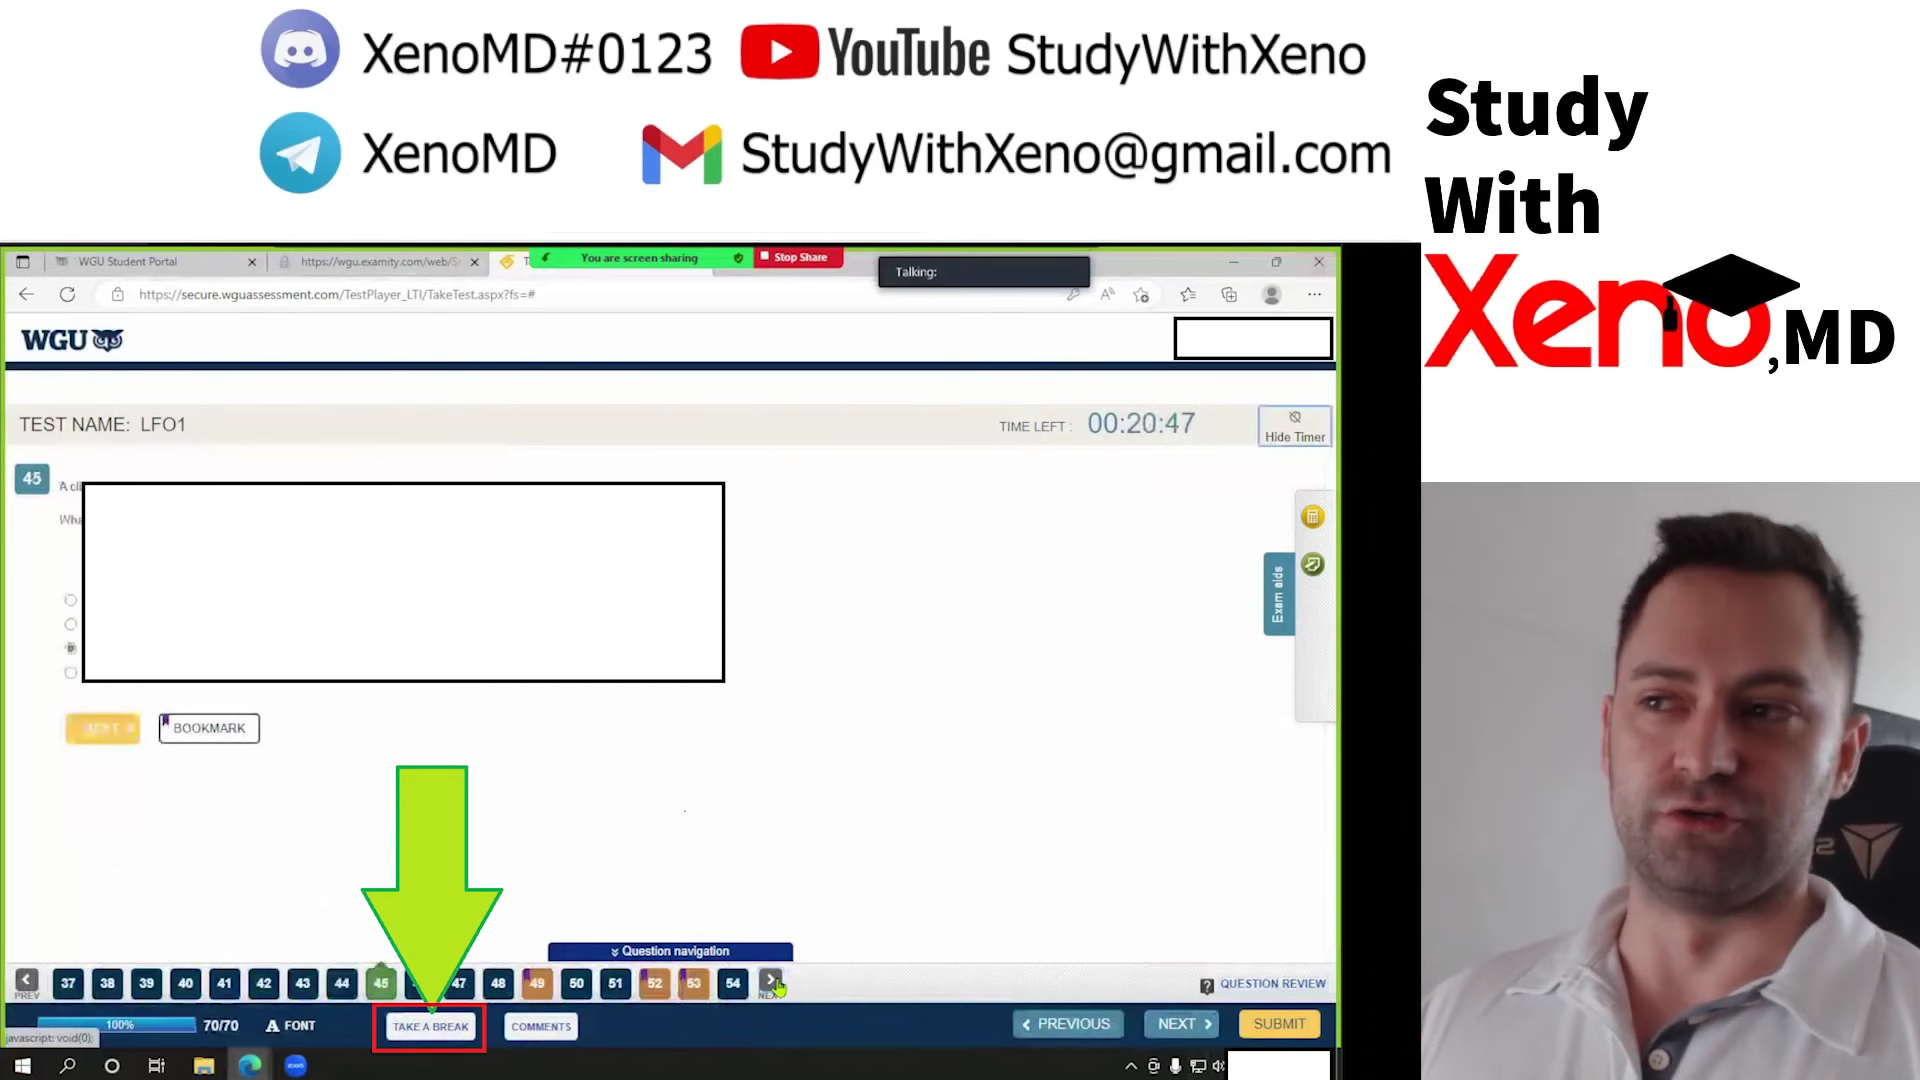 XenoMD#0123 YouTube StudyWithXeno
XenoMD StudyWithXeno@gmail.com
Study
With
Xeno,MD
WGU Student Portal
https://wgu.examity.com/web/S
You are screen sharing
Stop Share
Talking:
https://secure.wguassessment.com/TestPlayer_LTI/TakeTest.aspx?fs=#
WGU
TEST NAME: LFO1
TIME LEFT : 00:20:47
Hide Timer
45
A cli
Wha
Exam aids
BOOKMARK
Question navigation
PREV 37 38 39 40 41 42 43 44 45 47 48 49 50 51 52 53 54
QUESTION REVIEW
100% 70/70 A FONT TAKE A BREAK COMMENTS PREVIOUS NEXT SUBMIT
javascript: void(0);
zoom